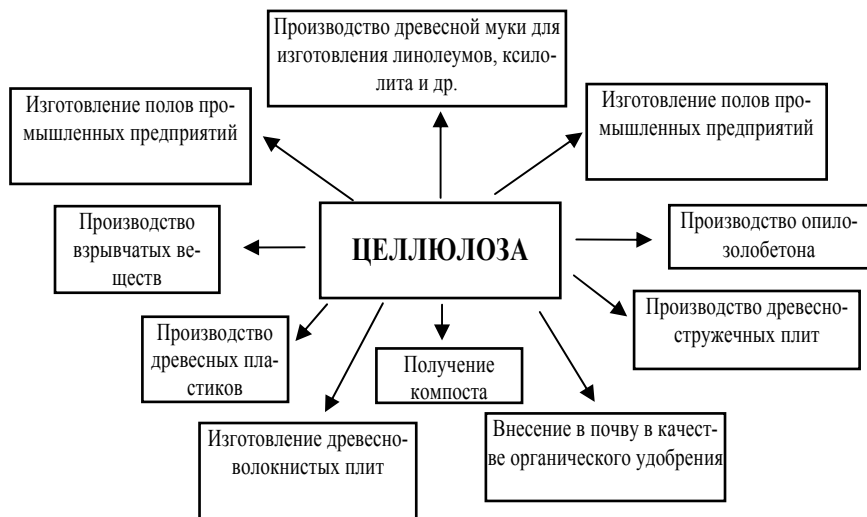 Производство древесной муки для
изготовления линолеумов, ксило-
лита и др.
Изготовление полов про-
мышленных предприятий
Изготовление полов про-
мышленных предприятий
Производство
взрывчатых ве-
ществ
ЦЕЛЛЮЛОЗА
Производство опило-
золобетона
Производство древесно-
стружечных плит
Производство
древесных пла-
стиков
Получение
компоста
Изготовление древесно-
волокнистых плит
Внесение в почву в качест-
ве органического удобрения